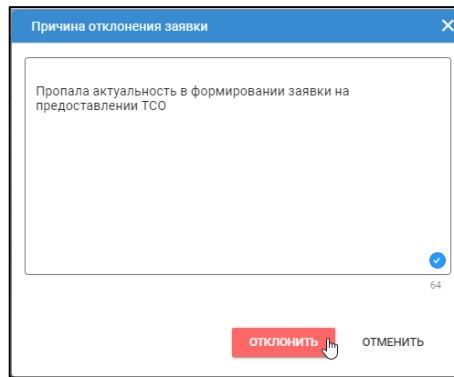 Причина отклонения заявки
Пропала актуальность в формировании заявки на
предоставлении ТСО
64
ОТКЛОНИТЬ ОТМЕНИТЬ